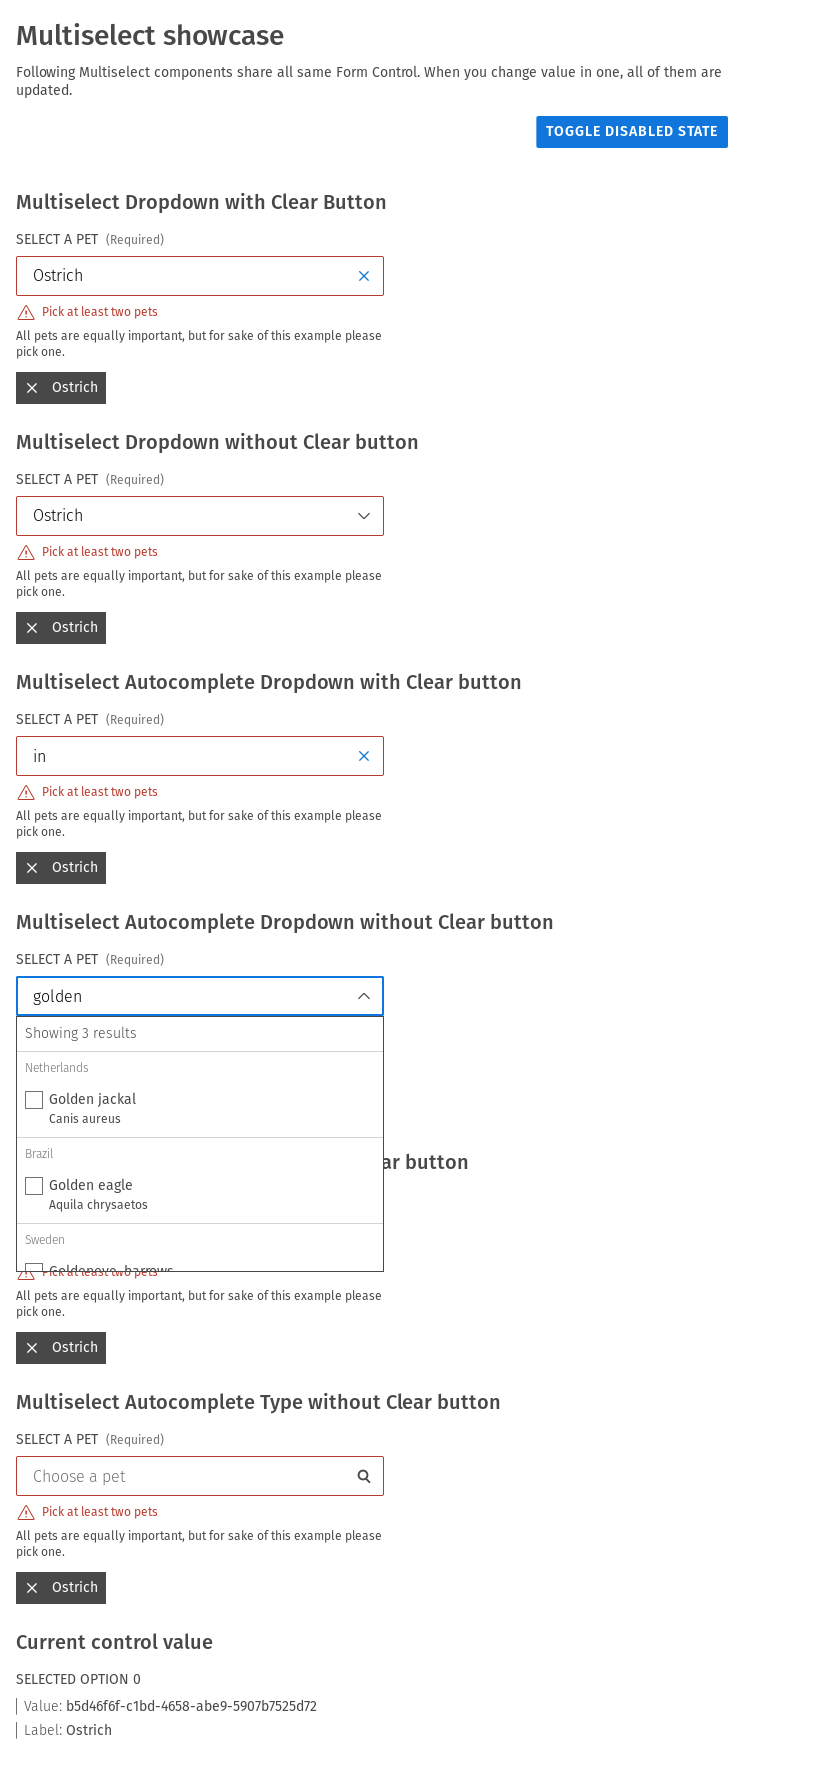 Multiselect showcase
Following Multiselect components share all same Form Control. When you change value in one, all of them are
updated.
TOGGLE DISABLED STATE
Multiselect Dropdown with Clear Button
SELECT A PET (Required)
Ostrich
Pick at least two pets
All pets are equally important, but for sake of this example please
pick one.
Ostrich
Multiselect Dropdown without Clear button
SELECT A PET (Required)
Ostrich
Pick at least two pets
All pets are equally important, but for sake of this example please
pick one.
Ostrich
Multiselect Autocomplete Dropdown with Clear button
SELECT A PET (Required)
in
Pick at least two pets
All pets are equally important, but for sake of this example please
pick one.
Ostrich
Multiselect Autocomplete Dropdown without Clear button
SELECT A PET (Required)
golden
Showing 3 results
Netherlands
Golden jackal
Canis aureus
Brazil
ar button
Golden eagle
Aquila chrysaetos
Sweden
Goldeneye, barrows
Pick at least two pets
All pets are equally important, but for sake of this example please
pick one.
Ostrich
Multiselect Autocomplete Type without Clear button
SELECT A PET (Required)
Choose a pet
Pick at least two pets
All pets are equally important, but for sake of this example please
pick one.
Ostrich
Current control value
SELECTED OPTION 0
Value: b5d46f6f-c1bd-4658-abe9-5907b7525d72
Label: Ostrich